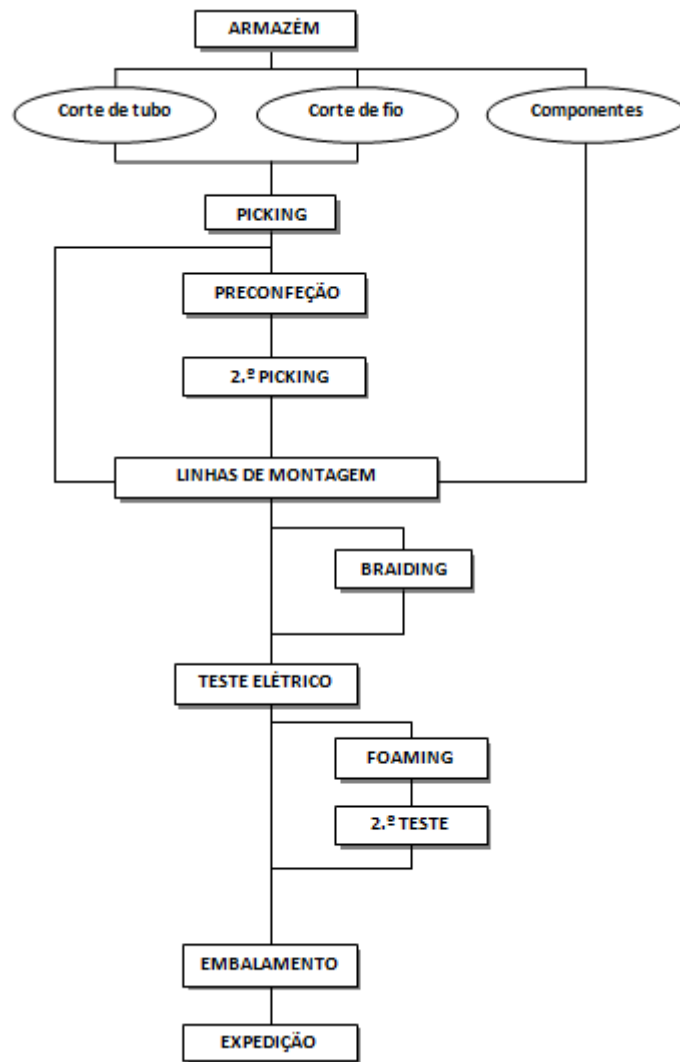 ARMAZÉM
Corte de tubo
Corte de fio
Componentes
PICKING
PRECONFEÇÃO
2.º PICKING
LINHAS DE MONTAGEM
BRAIDING
TESTE ELÉTRICO
FOAMING
2.º TESTE
EMBALAMENTO
EXPEDIÇÃO